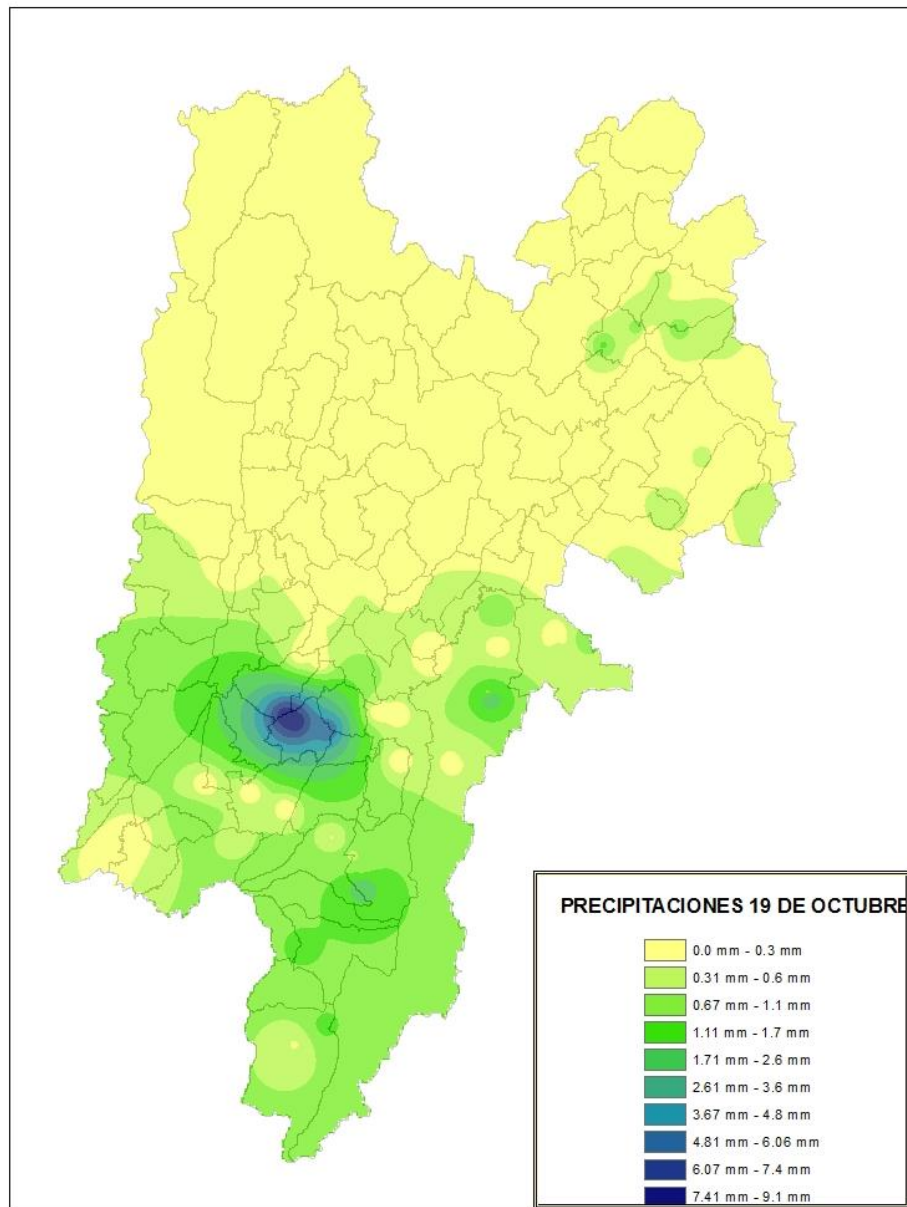 PRECIPITACIONES 19 DE OCTUBRE
0.0 mm - 0.3 mm
0.31 mm - 0.6 mm
0.67 mm - 1.1 mm
1.11 mm - 1.7 mm
1.71 mm - 2.6 mm
2.61 mm - 3.6 mm
3.67 mm - 4.8 mm
4.81 mm - 6.06 mm
6.07 mm - 7.4 mm
7.41 mm - 9.1 mm